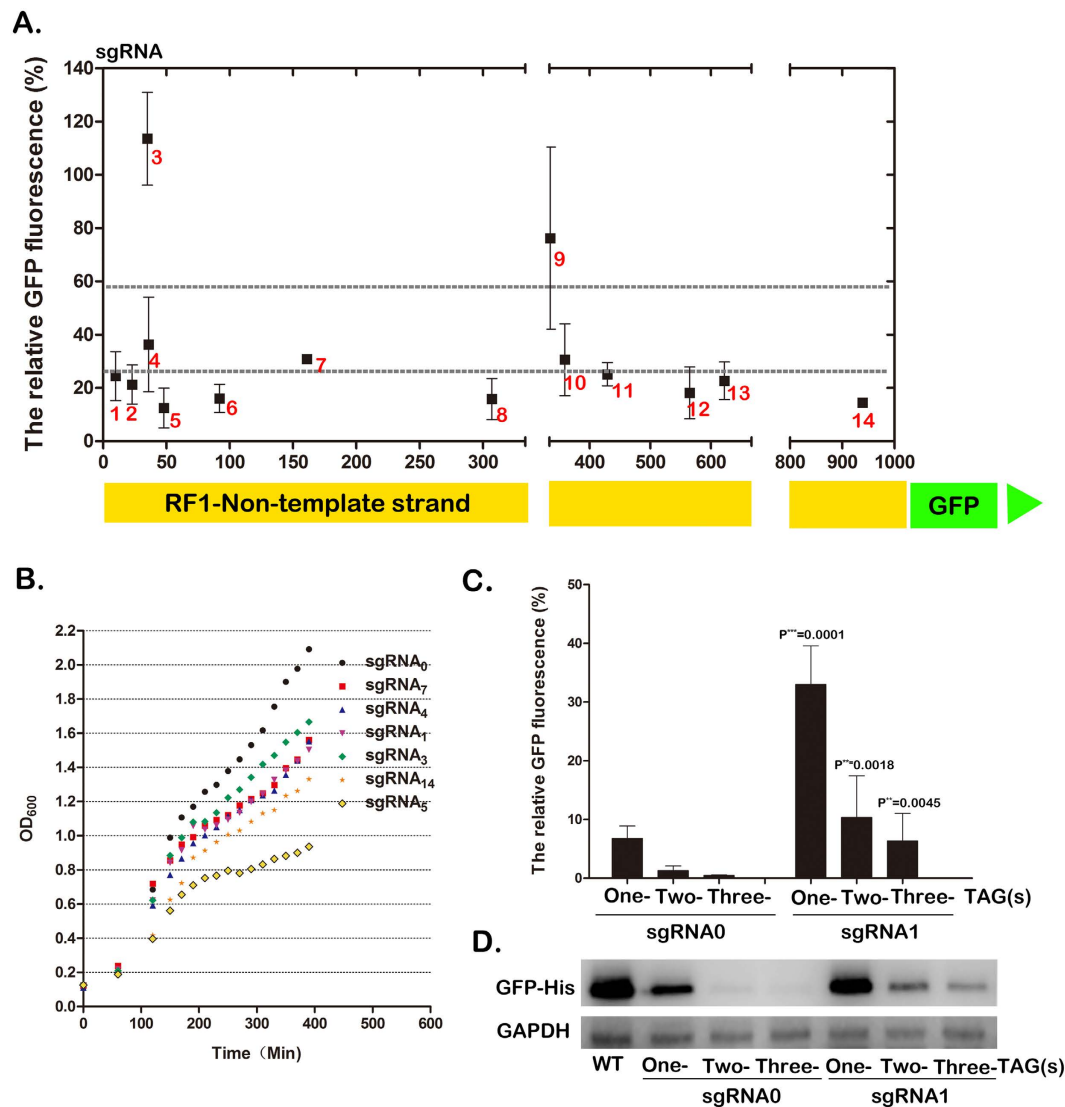 A.
sgRNA
The relative GFP fluorescence (%)
140
120
100
80
60
40
20
0
3
9
4
7
10
1 2
5
6
8
11
12
13
14
0 50 100 150 200 250 300 400 500 600 800 900 1000
RF1-Non-template strand
GFP
B.
OD600
2.2
2.0
1.8
1.6
1.4
1.2
1.0
0.8
0.6
0.4
0.2
0.0
sgRNA0
sgRNA7
sgRNA4
sgRNA1
sgRNA3
sgRNA14
sgRNA5
0 100 200 300 400 500 600
Time（Min)
C.
The relative GFP fluorescence (%)
50
40
30
20
10
0
P***=0.0001
P**=0.0018
P**=0.0045
One- Two- Three- One- Two- Three- TAG(s)
sgRNA0 sgRNA1
D.
GFP-His
GAPDH
WT One- Two- Three- One- Two- Three-TAG(s)
sgRNA0 sgRNA1